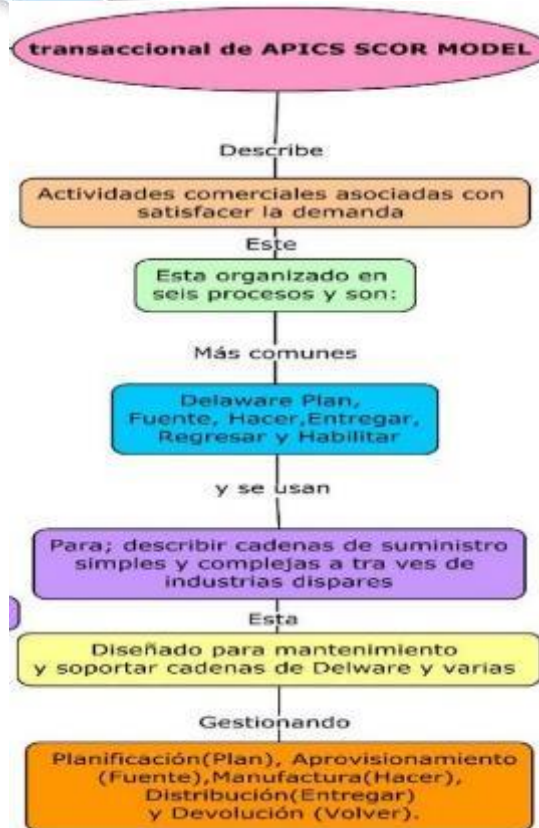 transaccional de APICS SCOR MODEL
Describe
Actividades comerciales asociadas con
satisfacer la demanda
Este
Esta organizado en
seis procesos y son:
Más comunes
Delaware Plan,
Fuente, Hacer,Entregar,
Regresar y Habilitar
y se usan
Para; describir cadenas de suministro
simples y complejas a tra ves de
industrias dispares
Esta
Diseñado para mantenimiento
y soportar cadenas de Delware y varias
Gestionando
Planificación(Plan), Aprovisionamiento
(Fuente),Manufactura(Hacer),
Distribución(Entregar)
y Devolución (Volver).